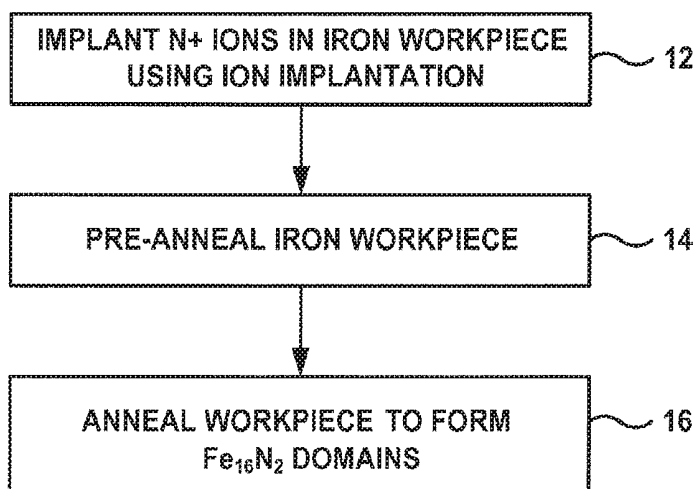 IMPLANT N+ IONS IN IRON WORKPIECE
USING ION IMPLANTATION
12
PRE-ANNEAL IRON WORKPIECE
14
ANNEAL WORKPIECE TO FORM
Fe₁₆N₂ DOMAINS
16